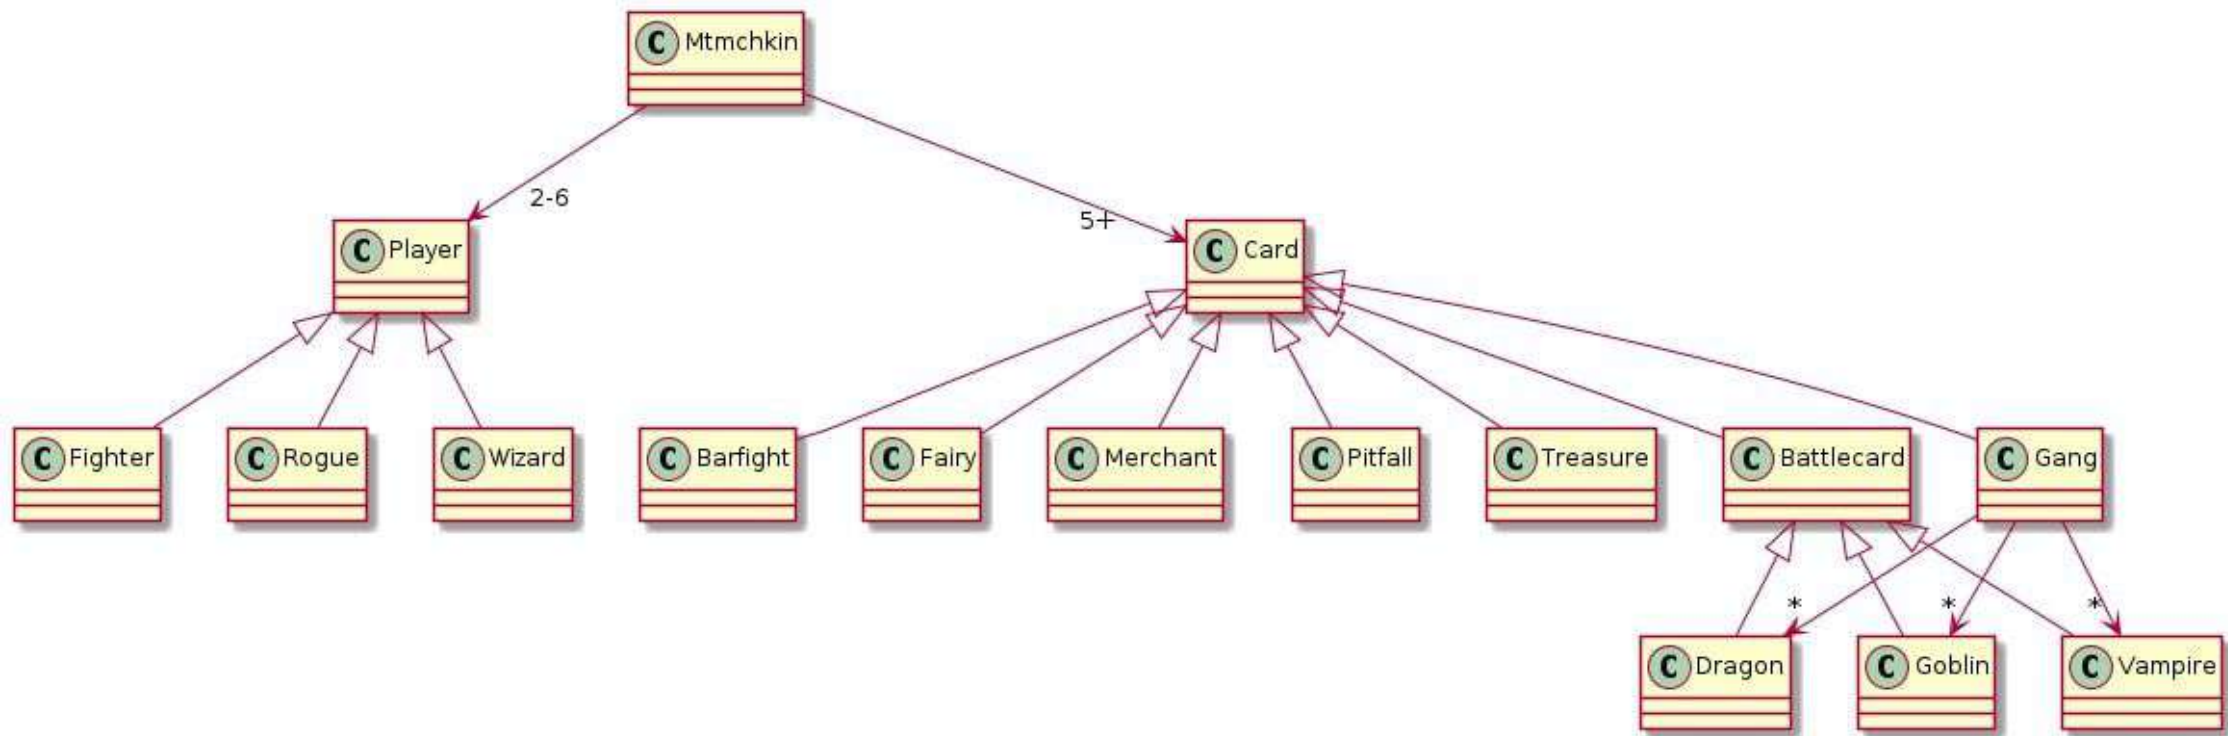 C Mtmchkin
2-6
5+
C Player
C Card
C Fighter
C Rogue
C Wizard
C Barfight
C Fairy
C Merchant
C Pitfall
C Treasure
C Battlecard
C Gang
*
*
*
C Dragon
C Goblin
C Vampire